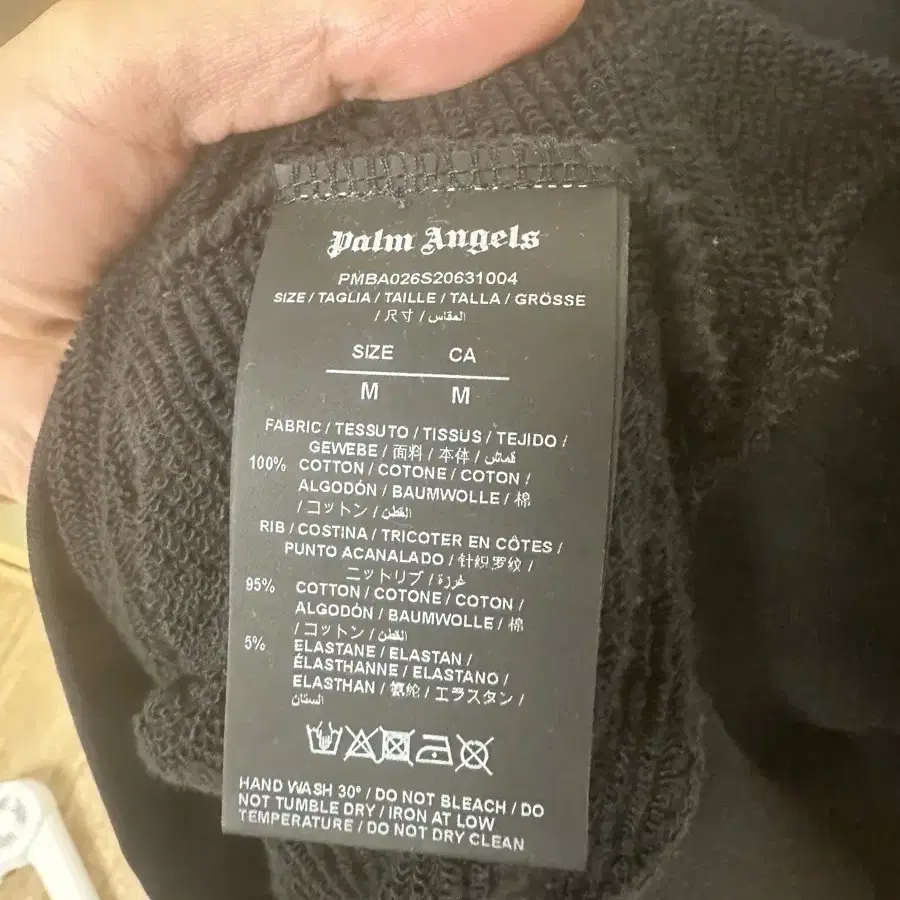 Palm Angels
PMBA026S20631004
SIZE / TAGLIA / TAILLE / TALLA / GRÖSSE
/ 尺寸 / المقاس
SIZE CA
M M
FABRIC / TESSUTO / TISSUS / TEJIDO /
GEWEBE / 面料 / 本体 / قماش
100% COTTON / COTONE / COTON /
ALGODÓN / BAUMWOLLE / 棉
/ コットン / القطن
RIB / COSTINA / TRICOTER EN CÔTES /
PUNTO ACANALADO / 针织罗纹 /
ニットリブ / غرزة
95% COTTON / COTONE / COTON /
ALGODÓN / BAUMWOLLE / 棉
/ コットン / القطن
5% ELASTANE / ELASTAN /
ÉLASTHANNE / ELASTANO /
ELASTHAN / 氨纶 / エラスタン /
HAND WASH 30° / DO NOT BLEACH / DO
NOT TUMBLE DRY / IRON AT LOW
TEMPERATURE / DO NOT DRY CLEAN